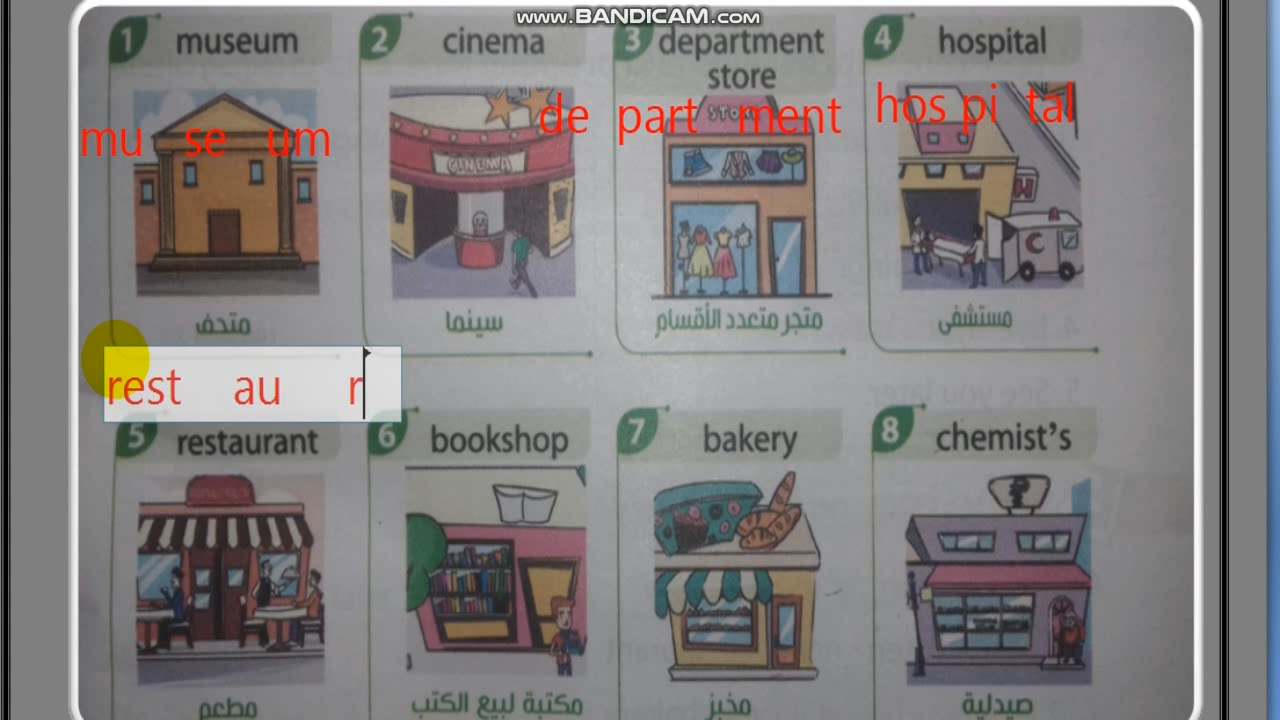 www.BANDICAM.com
1 museum
2 cinema
3 department store
4 hospital
mu se um
de part ment
hos pi tal
CINEMA
STORE
H
متحف
سينما
متجر متعدد الأقسام
مستشفى
rest au r
5 restaurant
6 bookshop
7 bakery
8 chemist's
مطعم
مكتبة لبيع الكتب
مخبز
صيدلية